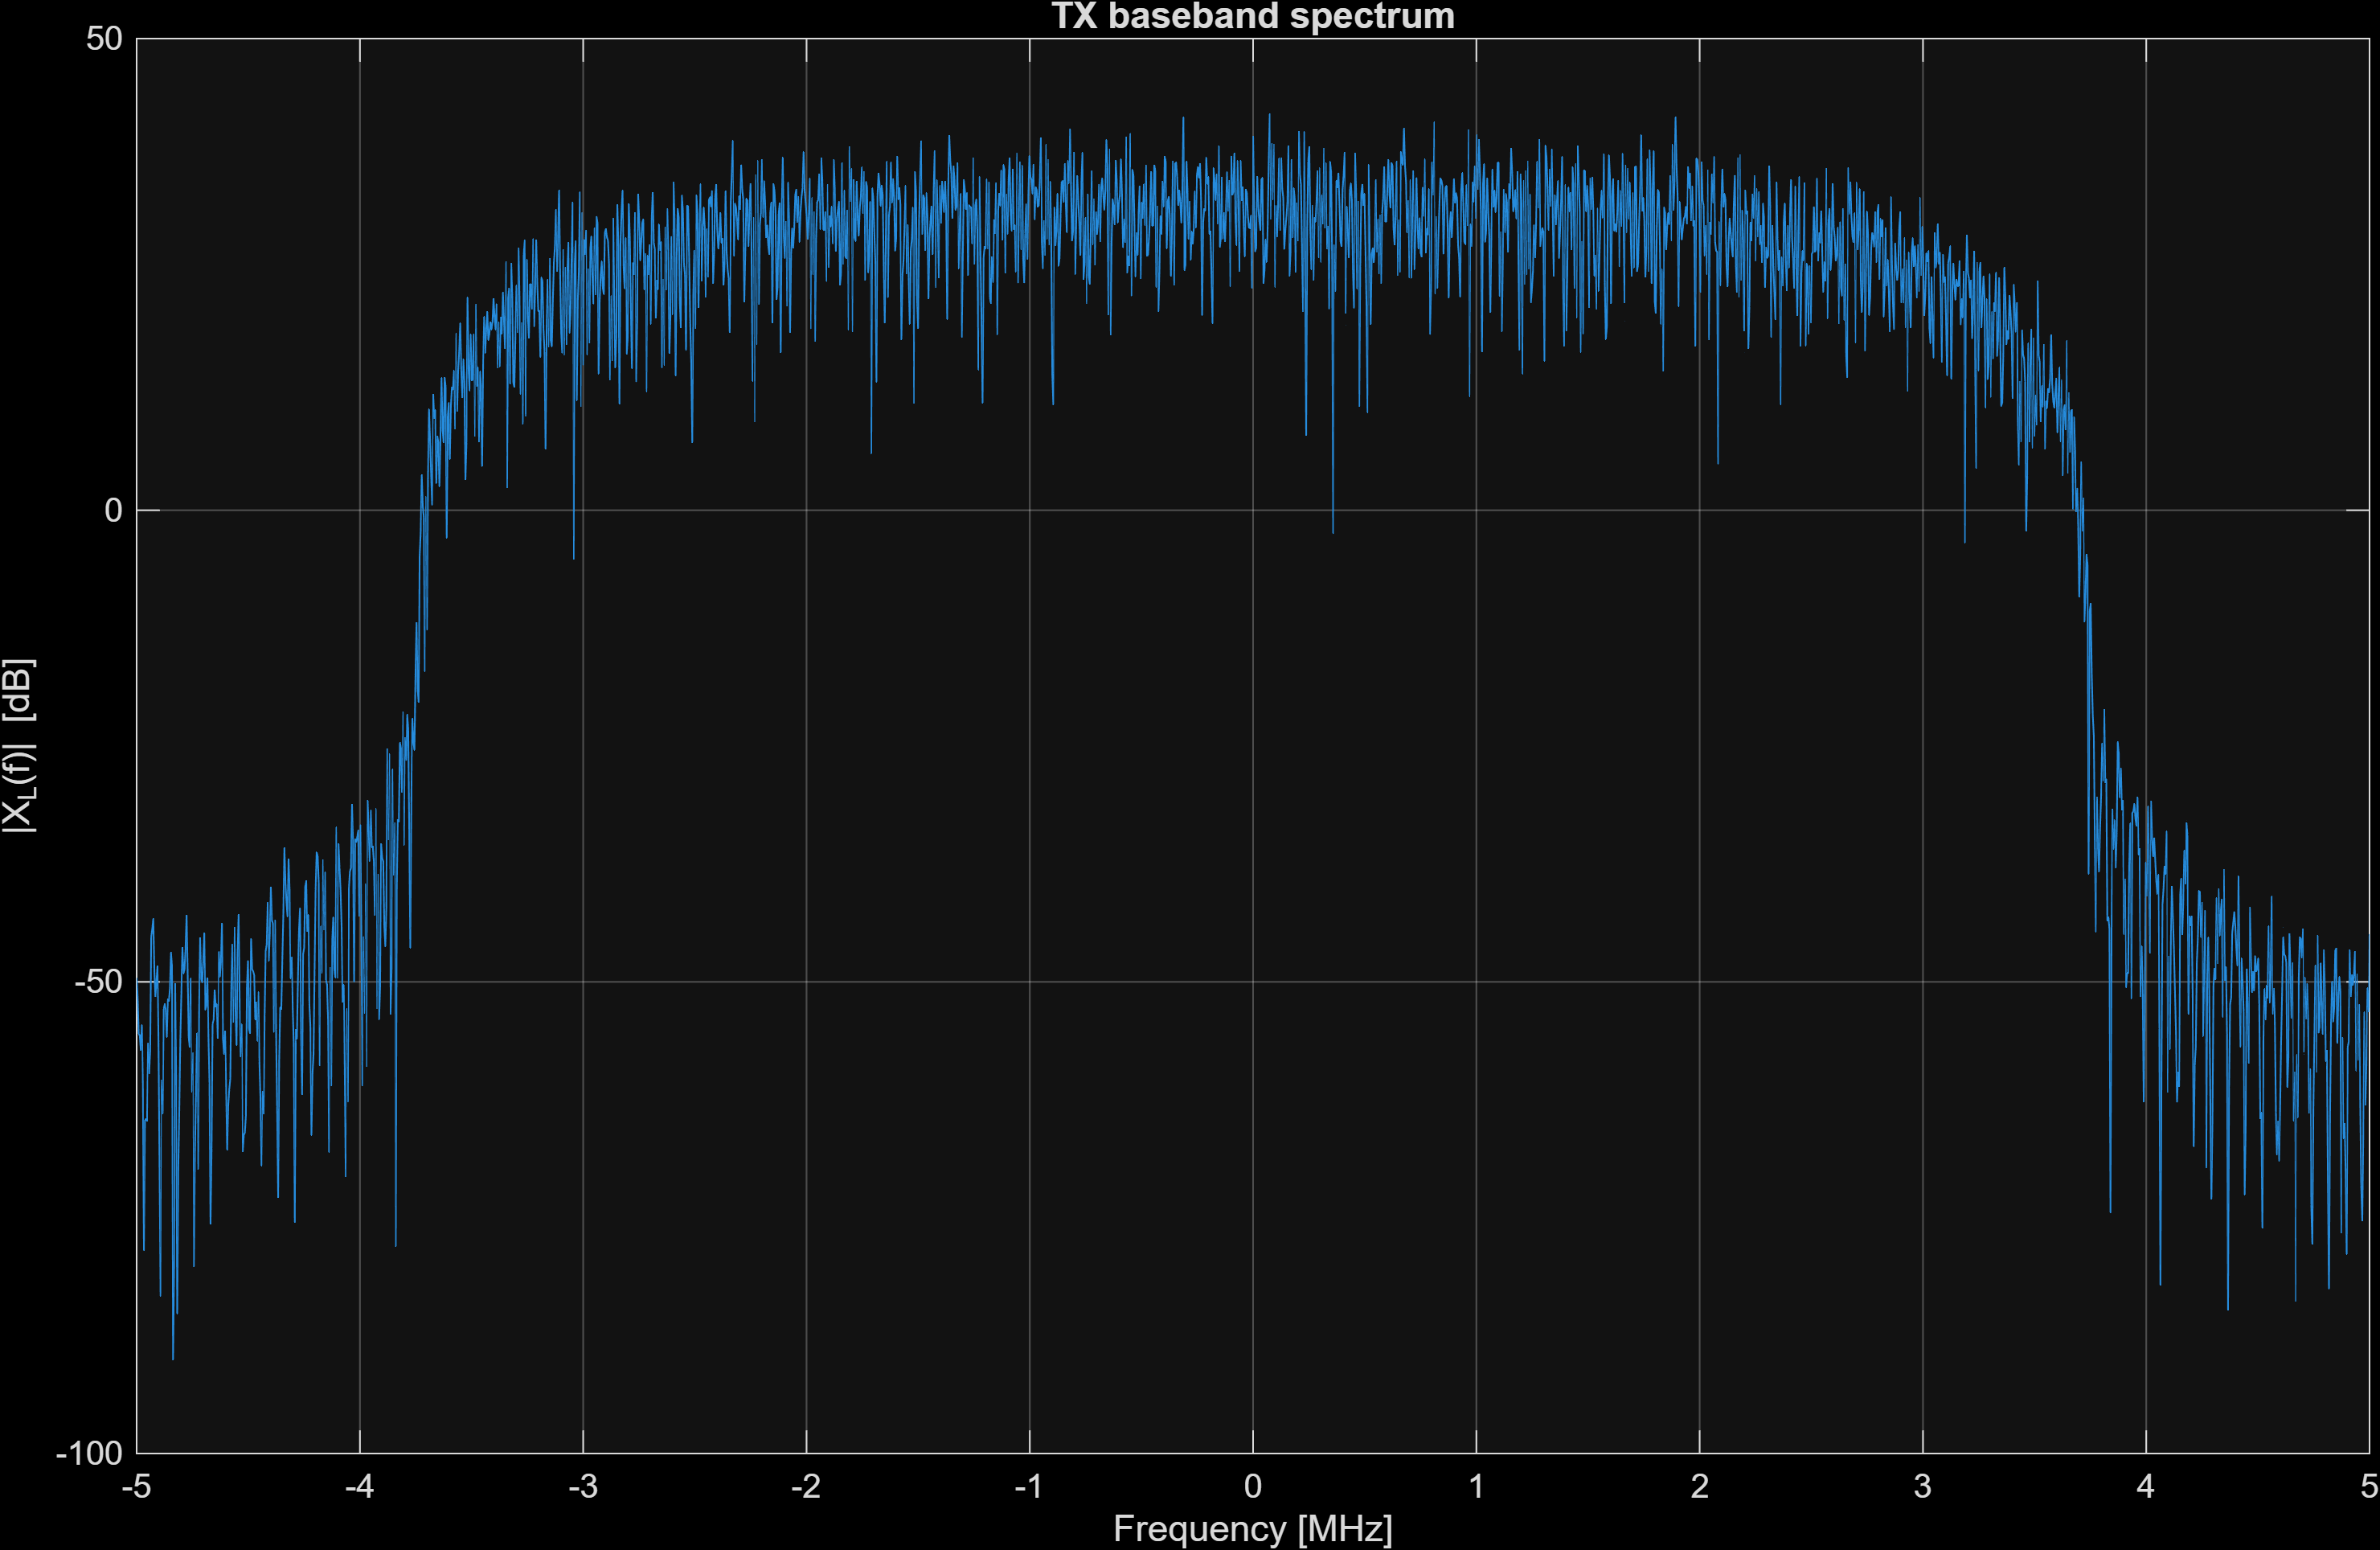 TX baseband spectrum
50
0
-50
-100
|X_L(f)| [dB]
-5 -4 -3 -2 -1 0 1 2 3 4 5
Frequency [MHz]